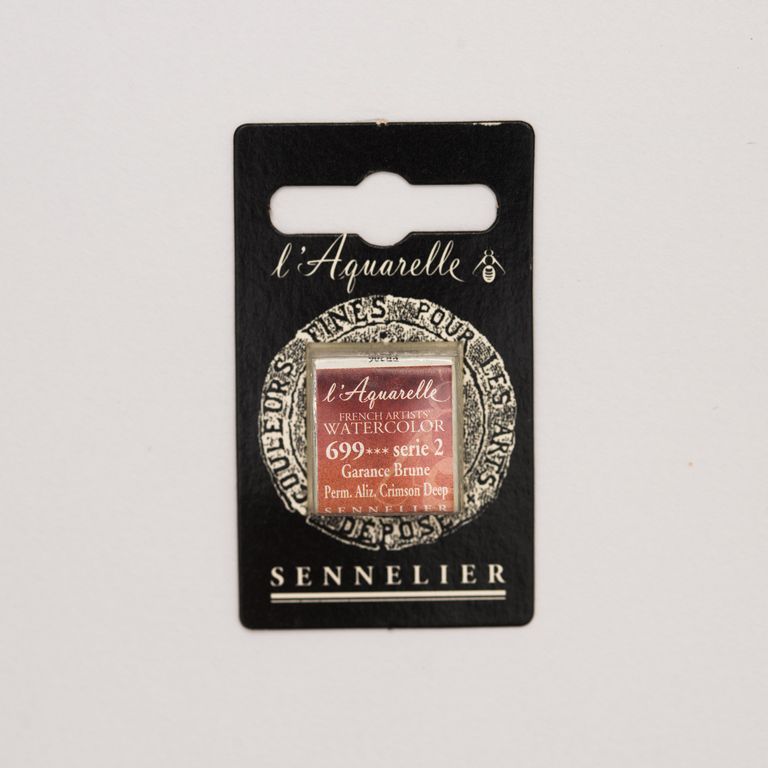 l'Aquarelle
COULEURS FINES POUR LES ARTS
DÉPOSÉ
l'Aquarelle
FRENCH ARTISTS'
WATERCOLOR
699*** serie 2
Garance Brune
Perm. Aliz. Crimson Deep
SENNELIER
SENNELIER